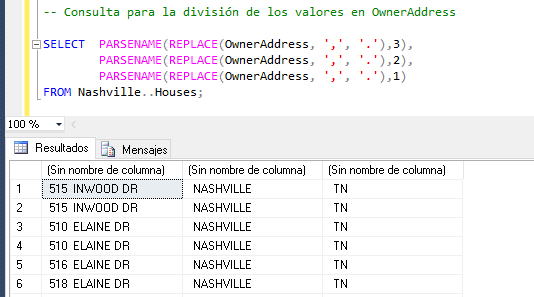 -- Consulta para la división de los valores en OwnerAddress
SELECT PARSENAME(REPLACE(OwnerAddress, ',', '.'),3),
PARSENAME(REPLACE(OwnerAddress, ',', '.'),2),
PARSENAME(REPLACE(OwnerAddress, ',', '.'),1)
FROM Nashville..Houses;
100 %
Resultados Mensajes
(Sin nombre de columna) (Sin nombre de columna) (Sin nombre de columna)
1 515 INWOOD DR NASHVILLE TN
2 515 INWOOD DR NASHVILLE TN
3 510 ELAINE DR NASHVILLE TN
4 510 ELAINE DR NASHVILLE TN
5 516 ELAINE DR NASHVILLE TN
6 518 ELAINE DR NASHVILLE TN